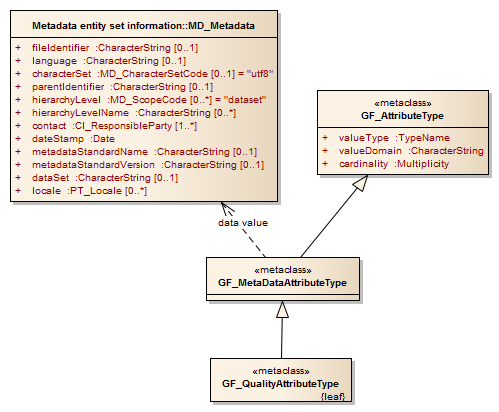 Metadata entity set information::MD_Metadata
+ fileIdentifier :CharacterString [0..1]
+ language :CharacterString [0..1]
+ characterSet :MD_CharacterSetCode [0..1] = "utf8"
+ parentIdentifier :CharacterString [0..1]
+ hierarchyLevel :MD_ScopeCode [0..*] = "dataset"
+ hierarchyLevelName :CharacterString [0..*]
+ contact :CI_ResponsibleParty [1..*]
+ dateStamp :Date
+ metadataStandardName :CharacterString [0..1]
+ metadataStandardVersion :CharacterString [0..1]
+ dataSet :CharacterString [0..1]
+ locale :PT_Locale [0..*]
«metaclass»
GF_AttributeType
+ valueType :TypeName
+ valueDomain :CharacterString
+ cardinality :Multiplicity
data value
«metaclass»
GF_MetaDataAttributeType
«metaclass»
GF_QualityAttributeType
{leaf}